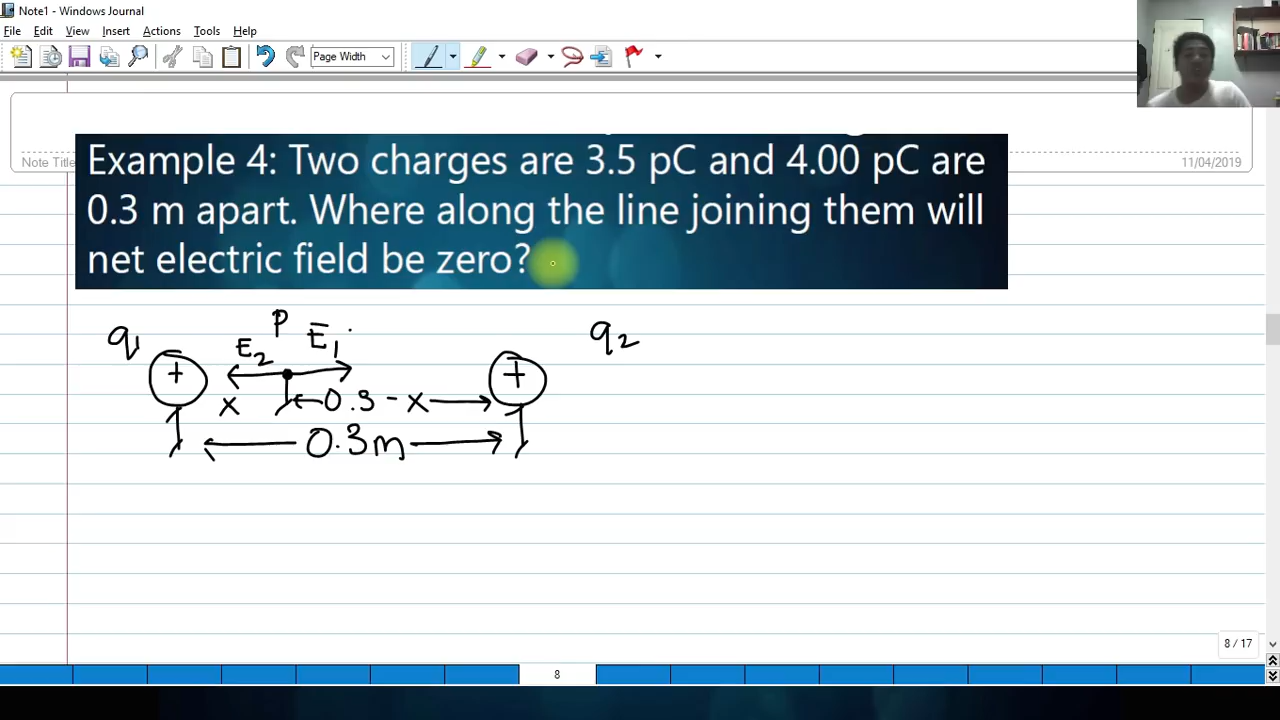 Note1 - Windows Journal
File Edit View Insert Actions Tools Help
Page Width
Note Title
11/04/2019
Example 4: Two charges are 3.5 pC and 4.00 pC are
0.3 m apart. Where along the line joining them will
net electric field be zero?
q1 P q2
E2 E1
+ +
x 0.3 - x
0.3m
8 / 17
8